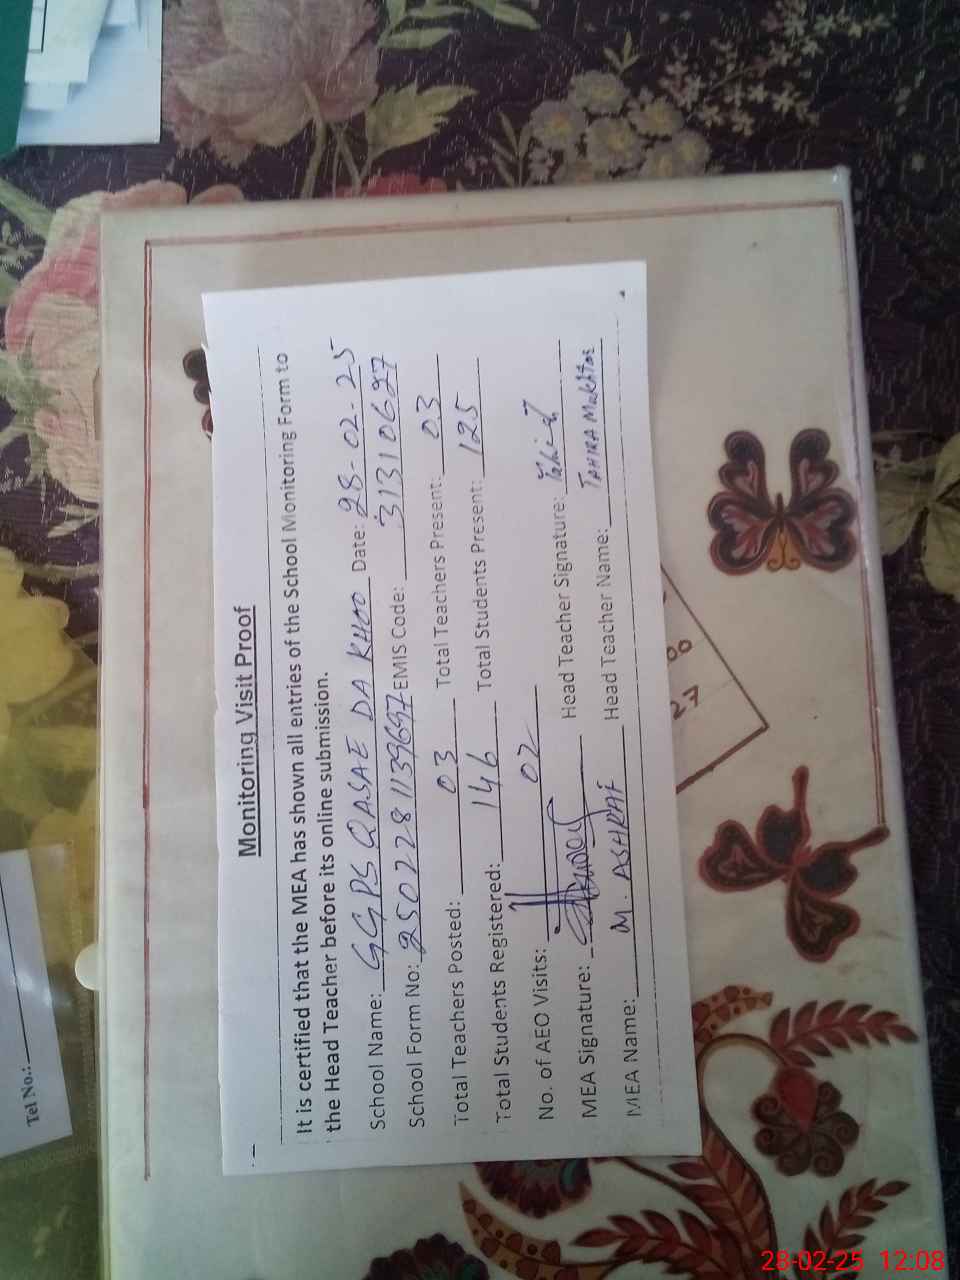 Monitoring Visit Proof
It is certified that the MEA has shown all entries of the School Monitoring Form to
the Head Teacher before its online submission.
School Name: GGPS QASAE DA KHOO Date: 28-02-25
School Form No: 2502281139697 EMIS Code: 31310627
Total Teachers Posted: 03 Total Teachers Present: 03
Total Students Registered: 146 Total Students Present: 125
No. of AEO Visits: 02
MEA Signature: Head Teacher Signature:
MEA Name: M. ASHRAF Head Teacher Name: TAHIRA Mukhtar
Tel No.:
00
27
28-02-25 12:08